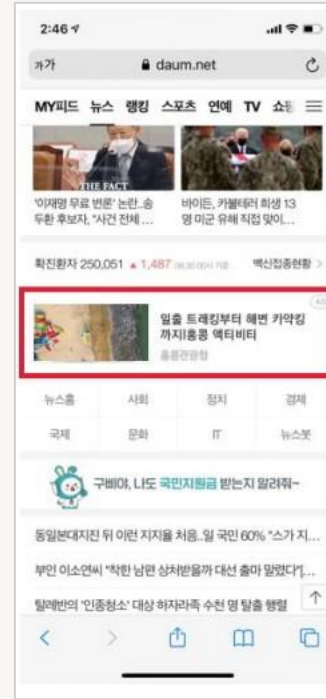 2:46
가가 daum.net
MY피드 뉴스 랭킹 스포츠 연예 TV 쇼핑
THE FACT
'이재명 무료 변론' 논란..송
두환 후보자, "사건 전체…
바이든, 카불테러 희생 13
명 미군 유해 직접 맞이…
확진환자 250,051 ▲ 1,487 백신접종현황 >
AD
일출 트래킹부터 해변 카약킹
까지!홍콩 액티비티
홍콩관광청
뉴스홈 사회 정치 경제
국제 문화 IT 뉴스봇
구삐야, 나도 국민지원금 받는지 알려줘~
동일본대지진 뒤 이런 지지율 처음..일 국민 60% "스가 지…
부인 이소연씨 "착한 남편 상처받을까 대선 출마 말렸다"[…
탈레반의 '인종청소' 대상 하자라족 수천 명 탈출 행렬